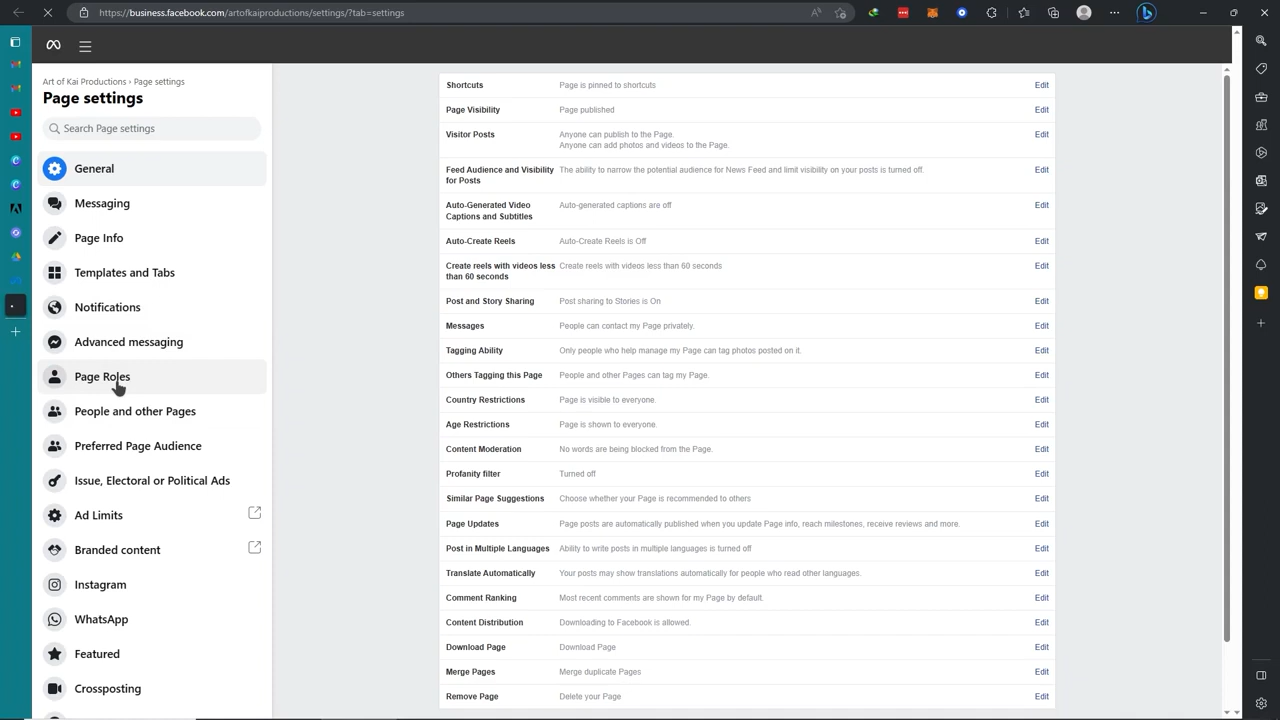 https://business.facebook.com/artofkaiproductions/settings/?tab=settings
Art of Kai Productions › Page settings
Page settings
Search Page settings
General
Messaging
Page Info
Templates and Tabs
Notifications
Advanced messaging
Page Roles
People and other Pages
Preferred Page Audience
Issue, Electoral or Political Ads
Ad Limits
Branded content
Instagram
WhatsApp
Featured
Crossposting
Shortcuts Page is pinned to shortcuts Edit
Page Visibility Page published Edit
Visitor Posts Anyone can publish to the Page. Edit
Anyone can add photos and videos to the Page.
Feed Audience and Visibility The ability to narrow the potential audience for News Feed and limit visibility on your posts is turned off. Edit
for Posts
Auto-Generated Video Auto-generated captions are off Edit
Captions and Subtitles
Auto-Create Reels Auto-Create Reels is Off Edit
Create reels with videos less Create reels with videos less than 60 seconds Edit
than 60 seconds
Post and Story Sharing Post sharing to Stories is On Edit
Messages People can contact my Page privately. Edit
Tagging Ability Only people who help manage my Page can tag photos posted on it. Edit
Others Tagging this Page People and other Pages can tag my Page. Edit
Country Restrictions Page is visible to everyone. Edit
Age Restrictions Page is shown to everyone. Edit
Content Moderation No words are being blocked from the Page. Edit
Profanity filter Turned off Edit
Similar Page Suggestions Choose whether your Page is recommended to others Edit
Page Updates Page posts are automatically published when you update Page info, reach milestones, receive reviews and more. Edit
Post in Multiple Languages Ability to write posts in multiple languages is turned off Edit
Translate Automatically Your posts may show translations automatically for people who read other languages. Edit
Comment Ranking Most recent comments are shown for my Page by default. Edit
Content Distribution Downloading to Facebook is allowed. Edit
Download Page Download Page Edit
Merge Pages Merge duplicate Pages Edit
Remove Page Delete your Page Edit